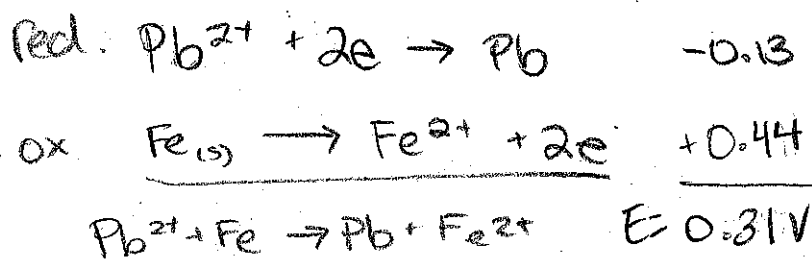 red. Pb²⁺ + 2e → Pb -0.13
ox Fe₍ₛ₎ → Fe²⁺ + 2e⁻ +0.44
Pb²⁺ + Fe → Pb + Fe²⁺ E= 0.31V